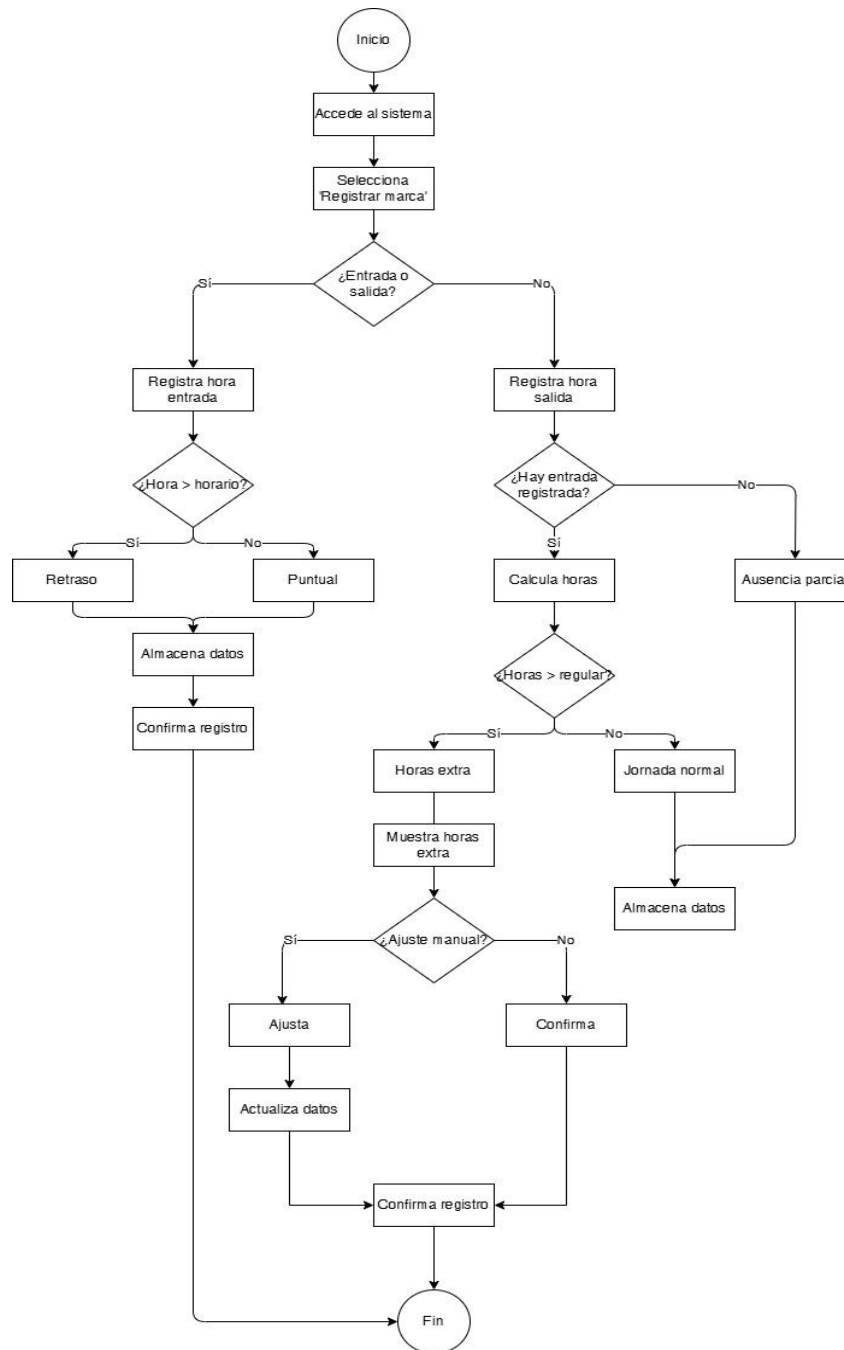 Inicio
Accede al sistema
Selecciona
'Registrar marca'
¿Entrada o
salida?
Sí
No
Registra hora
entrada
Registra hora
salida
¿Hora > horario?
¿Hay entrada
registrada?
No
Sí
No
Sí
Retraso
Puntual
Calcula horas
Ausencia parcial
Almacena datos
¿Horas > regular?
Confirma registro
Sí
No
Horas extra
Jornada normal
Muestra horas
extra
Almacena datos
¿Ajuste manual?
Sí
No
Ajusta
Confirma
Actualiza datos
Confirma registro
Fin